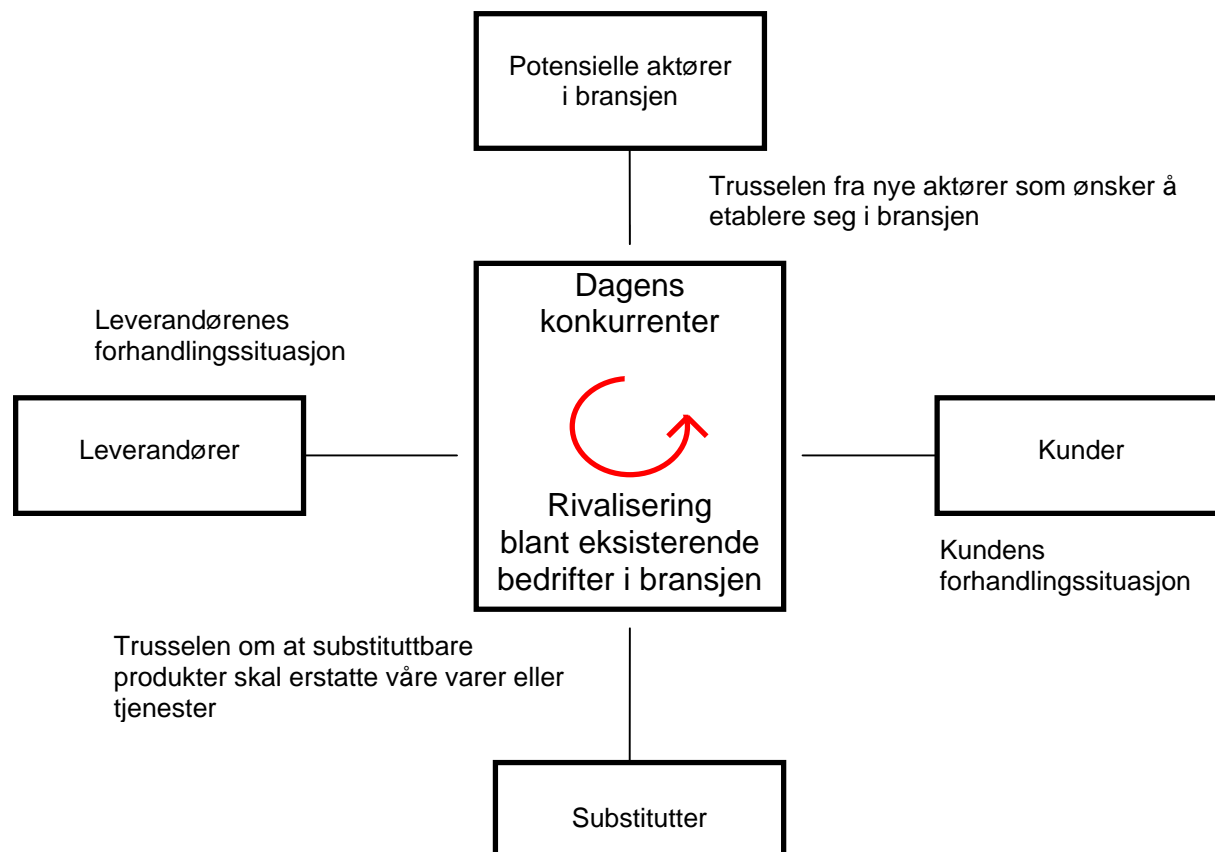 Potensielle aktører
i bransjen
Trusselen fra nye aktører som ønsker å
etablere seg i bransjen
Dagens
konkurrenter
Leverandørenes
forhandlingssituasjon
Leverandører
Kunder
Rivalisering
blant eksisterende
bedrifter i bransjen
Kundens
forhandlingssituasjon
Trusselen om at substituttbare
produkter skal erstatte våre varer eller
tjenester
Substitutter